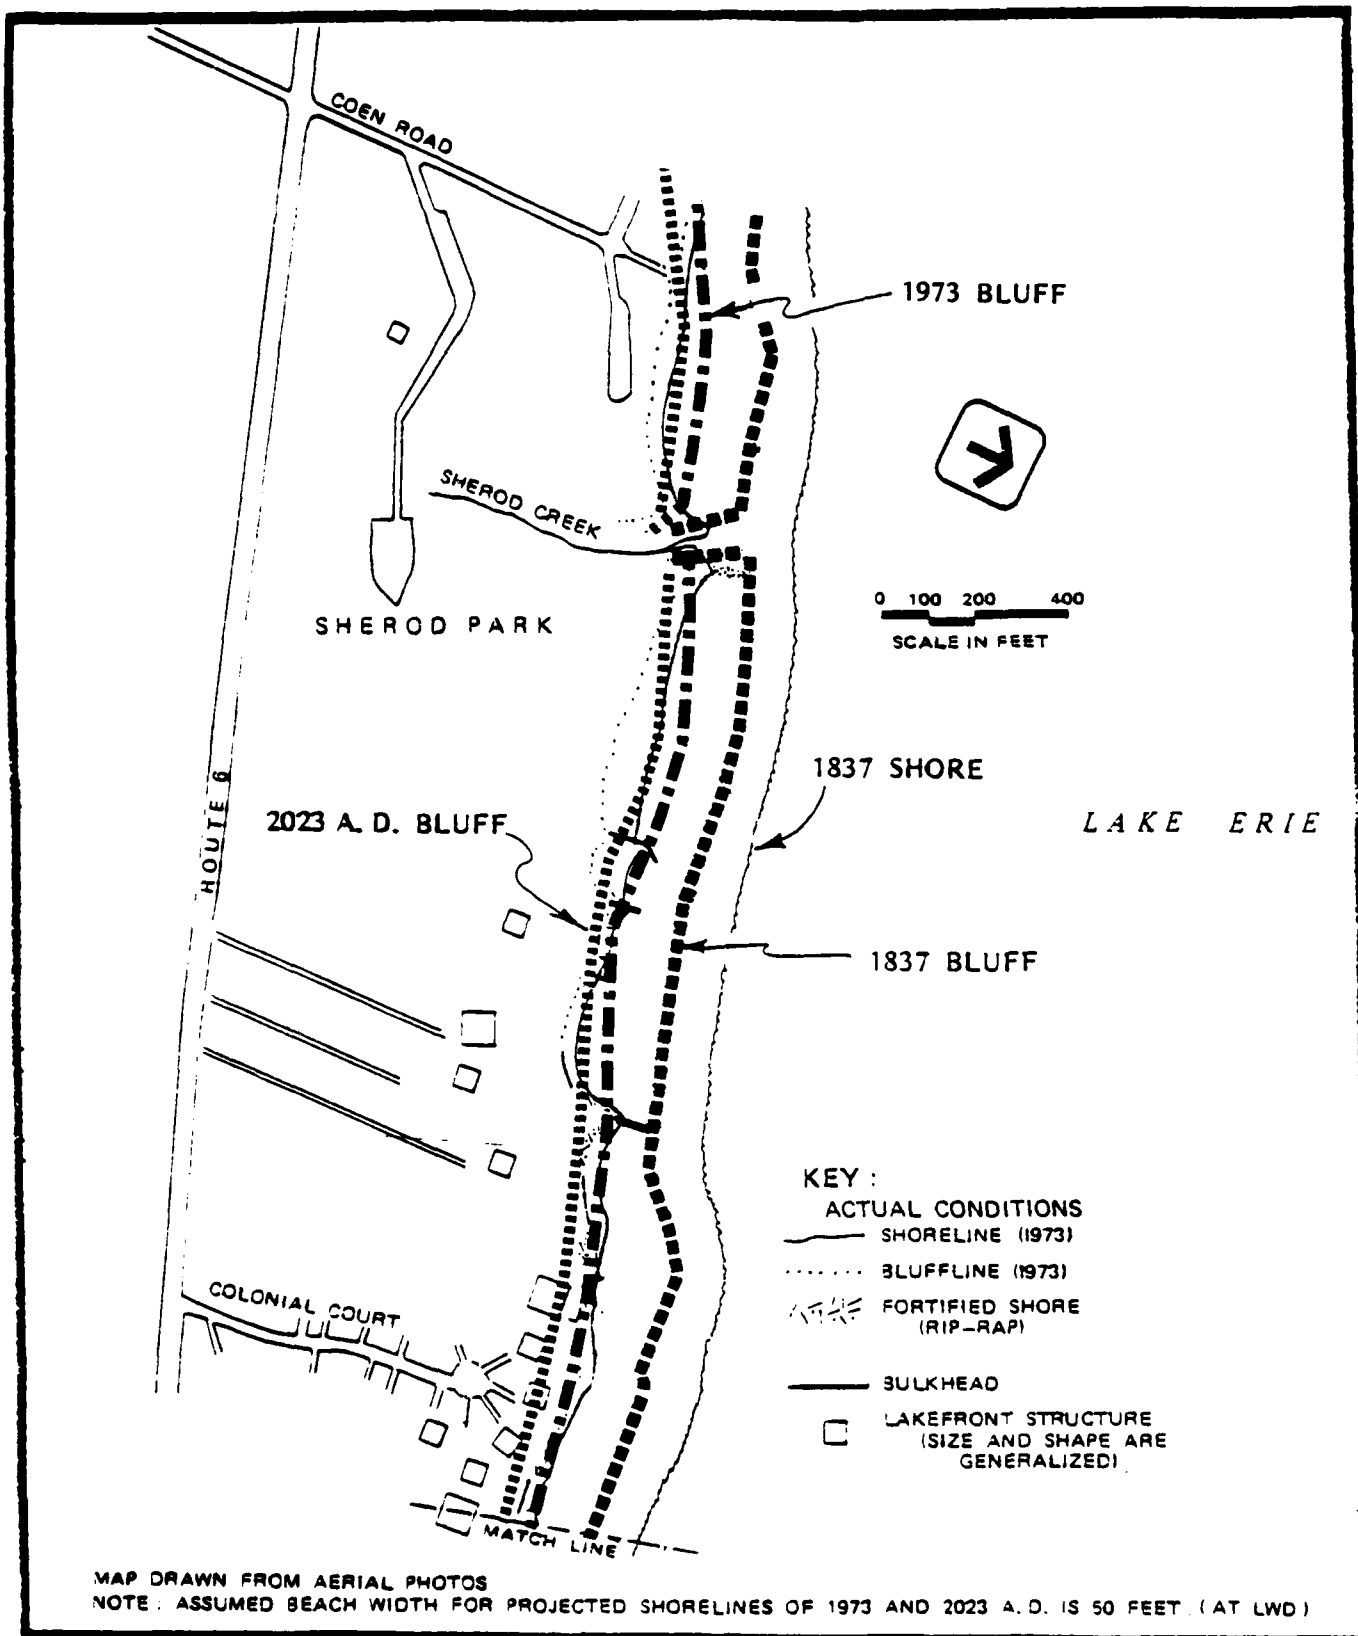 COEN ROAD
1973 BLUFF
SHEROD CREEK
0 100 200 400
SCALE IN FEET
SHEROD PARK
1837 SHORE
ROUTE 6
2023 A. D. BLUFF
LAKE ERIE
1837 BLUFF
KEY :
ACTUAL CONDITIONS
SHORELINE (1973)
BLUFFLINE (1973)
FORTIFIED SHORE
(RIP-RAP)
BULKHEAD
LAKEFRONT STRUCTURE
(SIZE AND SHAPE ARE
GENERALIZED)
COLONIAL COURT
MATCH LINE
MAP DRAWN FROM AERIAL PHOTOS
NOTE : ASSUMED BEACH WIDTH FOR PROJECTED SHORELINES OF 1973 AND 2023 A. D. IS 50 FEET. (AT LWD)